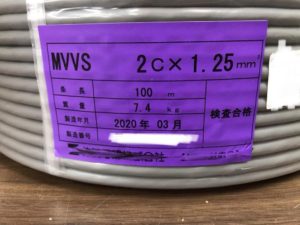 MVVS 2C×1.25mm
条長 100 m
質量 7.4 kg
製造年月 2020年 03月
製造番号
検査合格